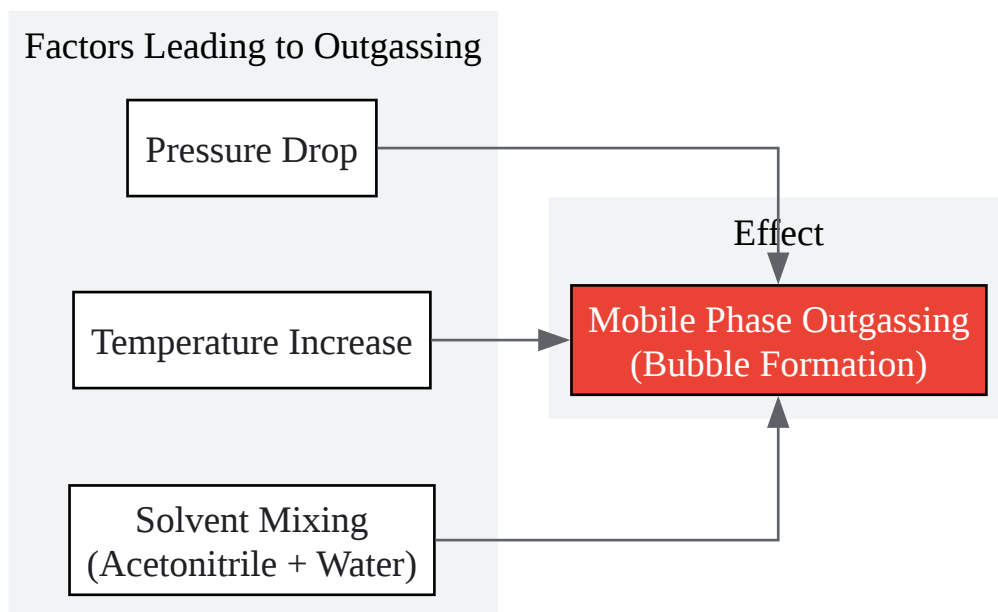 Factors Leading to Outgassing
Pressure Drop
Effect
Temperature Increase
Mobile Phase Outgassing
(Bubble Formation)
Solvent Mixing
(Acetonitrile + Water)